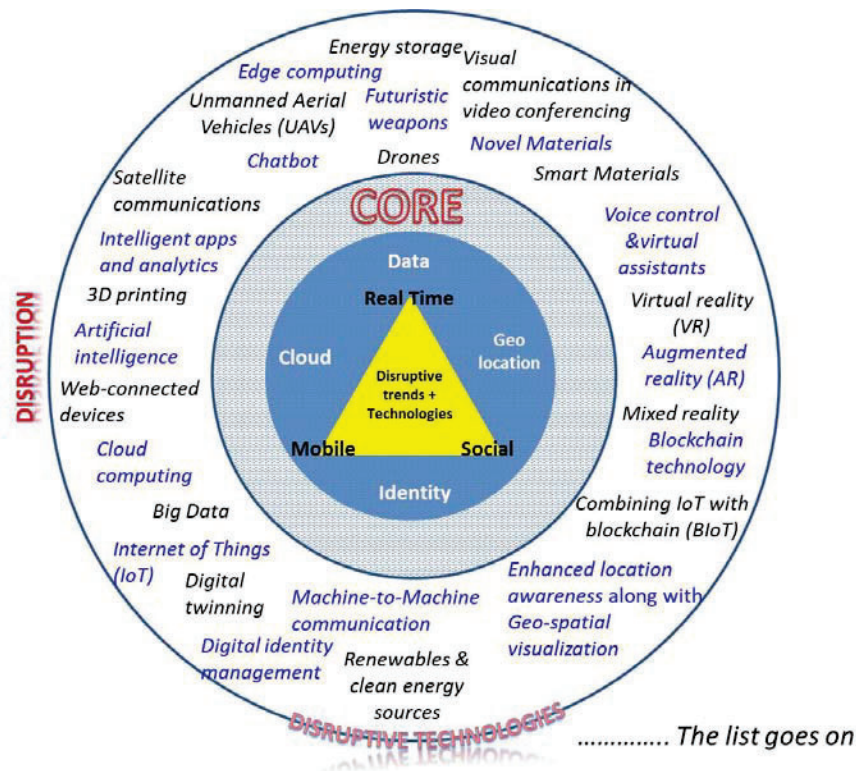 Energy storage
Edge computing
Visual
communications in
video conferencing
Unmanned Aerial
Vehicles (UAVs)
Futuristic
weapons
Novel Materials
Chatbot
Drones
Smart Materials
Satellite
communications
Voice control
&virtual
assistants
Intelligent apps
and analytics
3D printing
Virtual reality
(VR)
Artificial
intelligence
Augmented
reality (AR)
Web-connected
devices
Mixed reality
Blockchain
technology
Cloud
computing
Big Data
Combining IoT with
blockchain (BIoT)
Internet of Things
(IoT)
Digital
twinning
Machine-to-Machine
communication
Enhanced location
awareness along with
Geo-spatial
visualization
Digital identity
management
Renewables &
clean energy
sources
CORE
Data
Real Time
Cloud
Geo
location
Disruptive
trends +
Technologies
Mobile
Social
Identity
DISRUPTION
DISRUPTIVE TECHNOLOGIES
.............. The list goes on